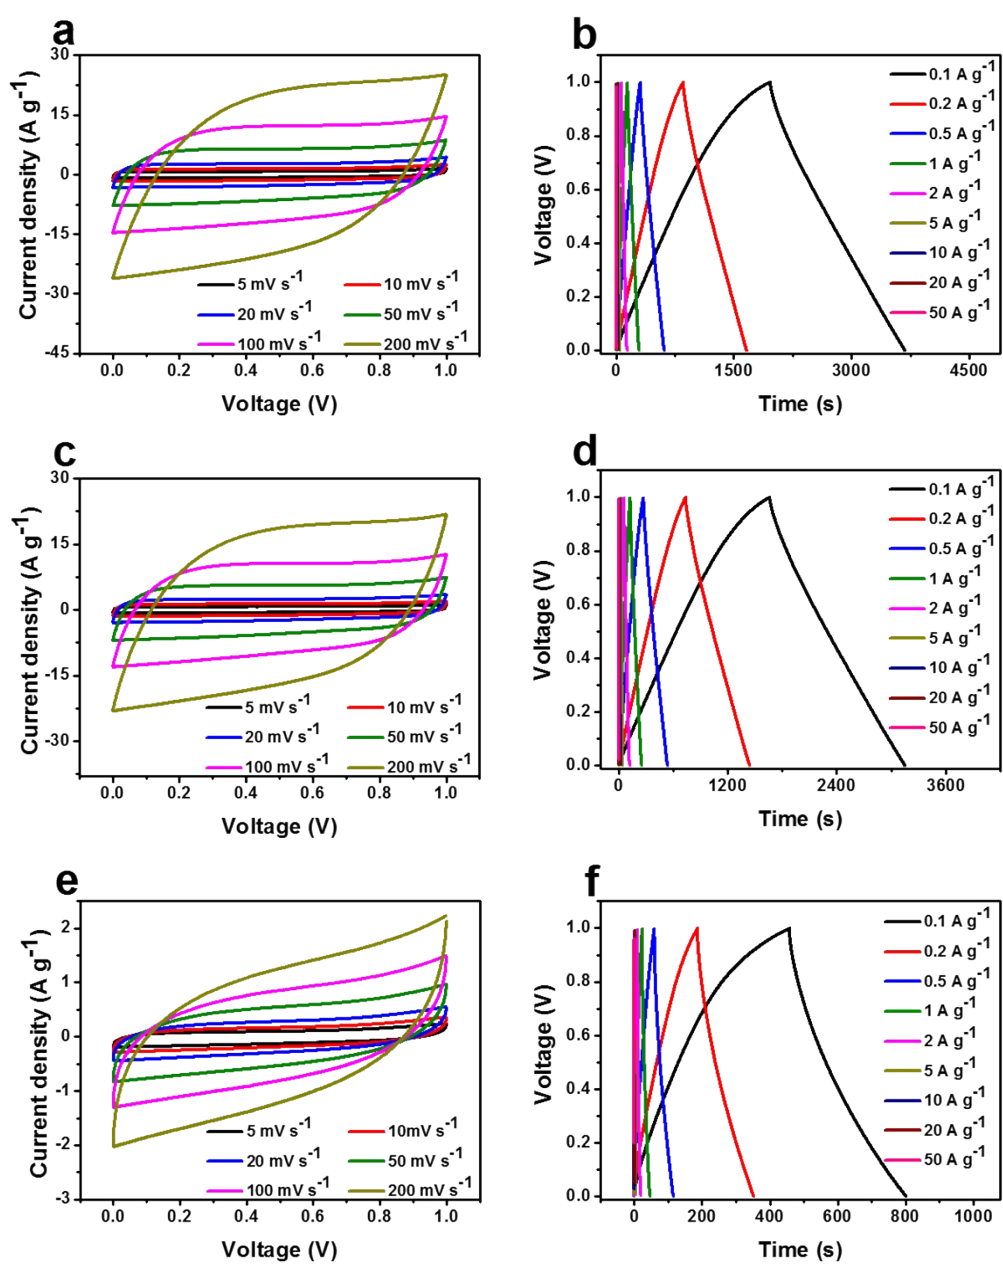 a
30
15
0
-15
-30
-45
Current density (A g⁻¹)
5 mV s⁻¹ 10 mV s⁻¹
20 mV s⁻¹ 50 mV s⁻¹
100 mV s⁻¹ 200 mV s⁻¹
0.0 0.2 0.4 0.6 0.8 1.0
Voltage (V)
b
1.0
0.8
0.6
0.4
0.2
0.0
Voltage (V)
0.1 A g⁻¹
0.2 A g⁻¹
0.5 A g⁻¹
1 A g⁻¹
2 A g⁻¹
5 A g⁻¹
10 A g⁻¹
20 A g⁻¹
50 A g⁻¹
0 1500 3000 4500
Time (s)
c
30
15
0
-15
-30
Current density (A g⁻¹)
5 mV s⁻¹ 10 mV s⁻¹
20 mV s⁻¹ 50 mV s⁻¹
100 mV s⁻¹ 200 mV s⁻¹
0.0 0.2 0.4 0.6 0.8 1.0
Voltage (V)
d
1.0
0.8
0.6
0.4
0.2
0.0
Voltage (V)
0.1 A g⁻¹
0.2 A g⁻¹
0.5 A g⁻¹
1 A g⁻¹
2 A g⁻¹
5 A g⁻¹
10 A g⁻¹
20 A g⁻¹
50 A g⁻¹
0 1200 2400 3600
Time (s)
e
2
1
0
-1
-2
-3
Current density (A g⁻¹)
5 mV s⁻¹ 10mV s⁻¹
20 mV s⁻¹ 50 mV s⁻¹
100 mV s⁻¹ 200 mV s⁻¹
0.0 0.2 0.4 0.6 0.8 1.0
Voltage (V)
f
1.0
0.8
0.6
0.4
0.2
0.0
Voltage (V)
0.1 A g⁻¹
0.2 A g⁻¹
0.5 A g⁻¹
1 A g⁻¹
2 A g⁻¹
5 A g⁻¹
10 A g⁻¹
20 A g⁻¹
50 A g⁻¹
0 200 400 600 800 1000
Time (s)